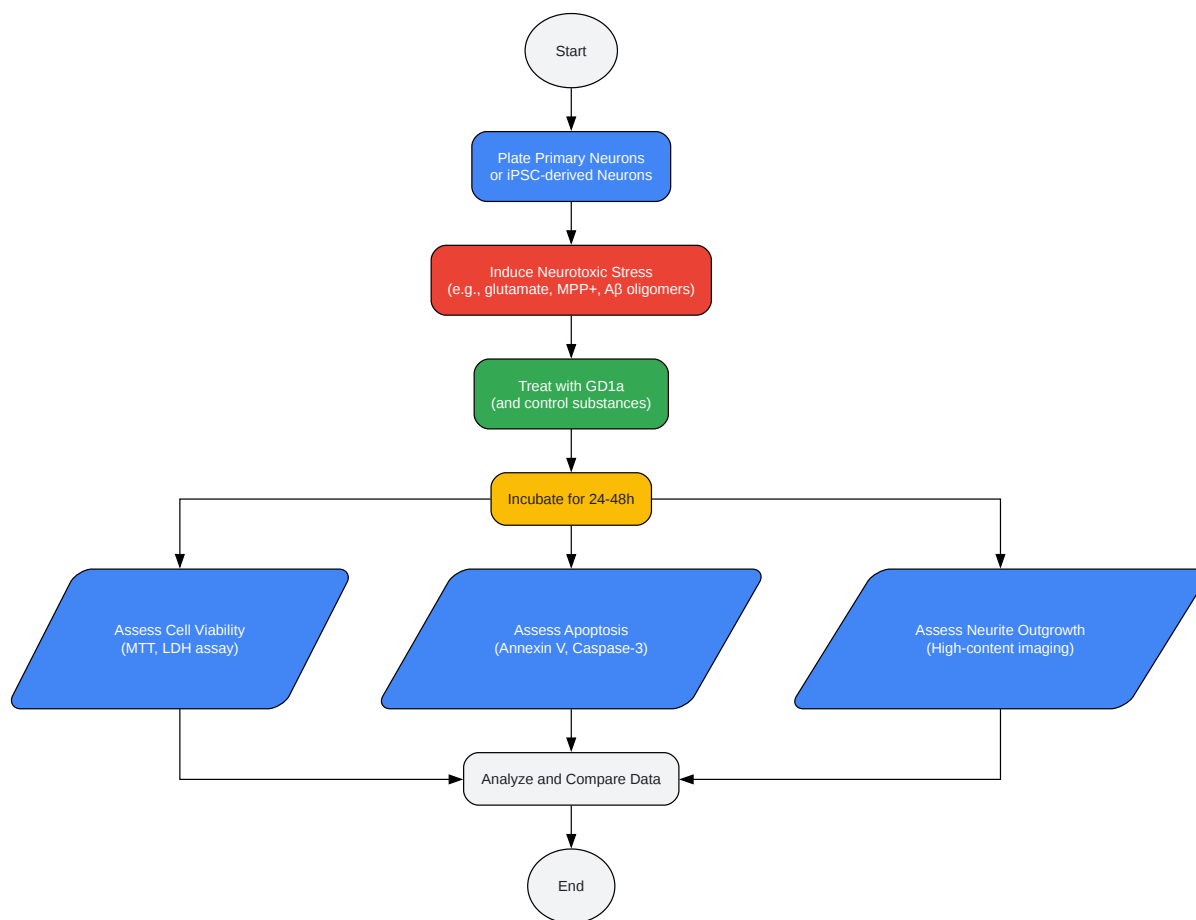 Start
Plate Primary Neurons
or iPSC-derived Neurons
Induce Neurotoxic Stress
(e.g., glutamate, MPP+, Aβ oligomers)
Treat with GD1a
(and control substances)
Incubate for 24-48h
Assess Cell Viability
(MTT, LDH assay)
Assess Apoptosis
(Annexin V, Caspase-3)
Assess Neurite Outgrowth
(High-content imaging)
Analyze and Compare Data
End